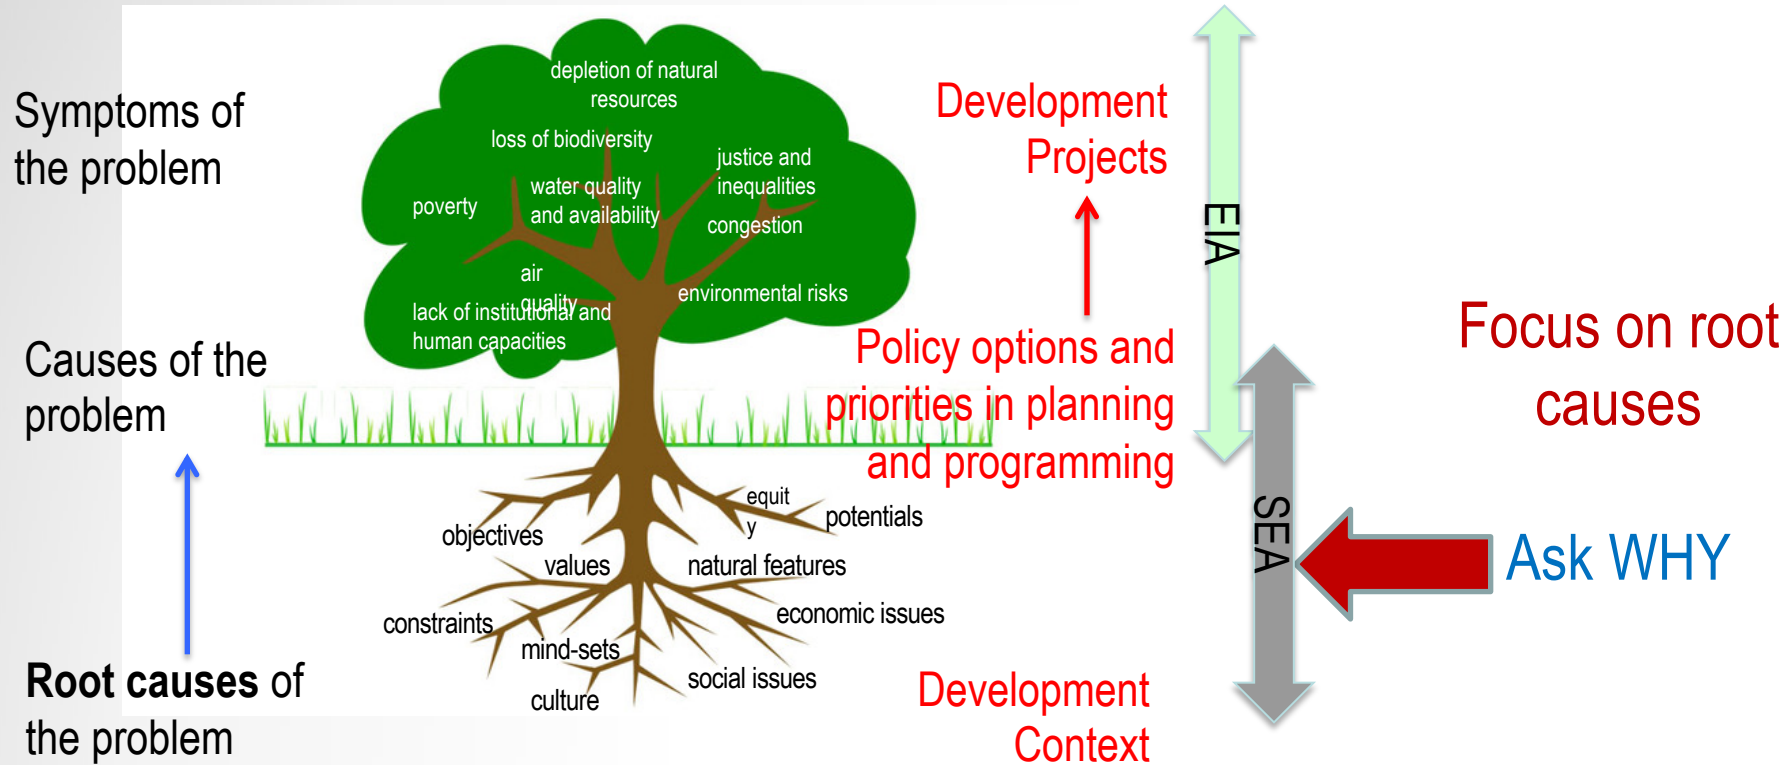 Symptoms of
the problem
Causes of the
problem
Root causes of
the problem
depletion of natural
resources
loss of biodiversity
justice and
inequalities
water quality
and availability
poverty
congestion
air
quality
environmental risks
lack of institutional and
human capacities
equit
y
potentials
objectives
values
natural features
economic issues
constraints
mind-sets
social issues
culture
Development
Projects
Policy options and
priorities in planning
and programming
Development
Context
EIA
SEA
Focus on root
causes
Ask WHY